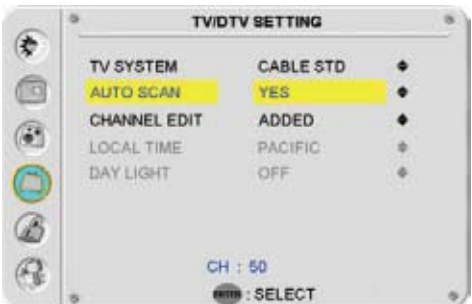 TV/DTV SETTING
TV SYSTEM CABLE STD
AUTO SCAN YES
CHANNEL EDIT ADDED
LOCAL TIME PACIFIC
DAY LIGHT OFF
CH : 50
ENTER : SELECT